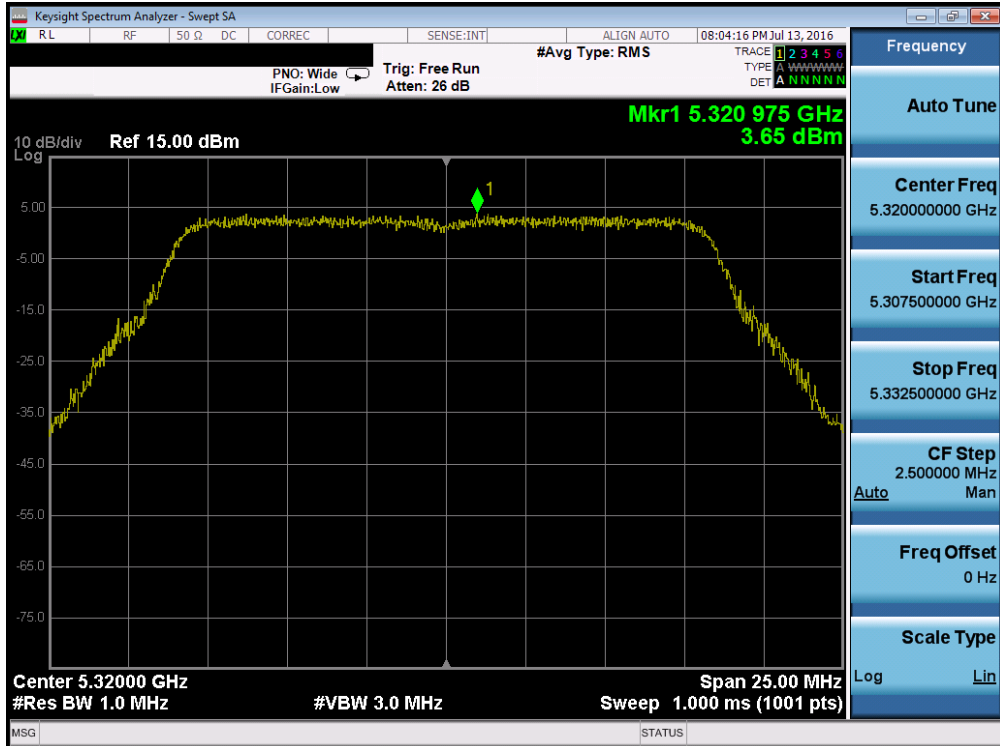 Keysight Spectrum Analyzer - Swept SA
LXI RL RF 50 Ω DC CORREC SENSE:INT ALIGN AUTO 08:04:16 PM Jul 13, 2016
#Avg Type: RMS TRACE 1 2 3 4 5 6
PNO: Wide Trig: Free Run TYPE A WWWWW
IFGain:Low Atten: 26 dB DET A N N N N N
Mkr1 5.320 975 GHz
3.65 dBm
10 dB/div Ref 15.00 dBm
Log
1
5.00
-5.00
-15.0
-25.0
-35.0
-45.0
-55.0
-65.0
-75.0
Center 5.32000 GHz Span 25.00 MHz
#Res BW 1.0 MHz #VBW 3.0 MHz Sweep 1.000 ms (1001 pts)
MSG STATUS
Frequency
Auto Tune
Center Freq
5.320000000 GHz
Start Freq
5.307500000 GHz
Stop Freq
5.332500000 GHz
CF Step
2.500000 MHz
Auto Man
Freq Offset
0 Hz
Scale Type
Log Lin